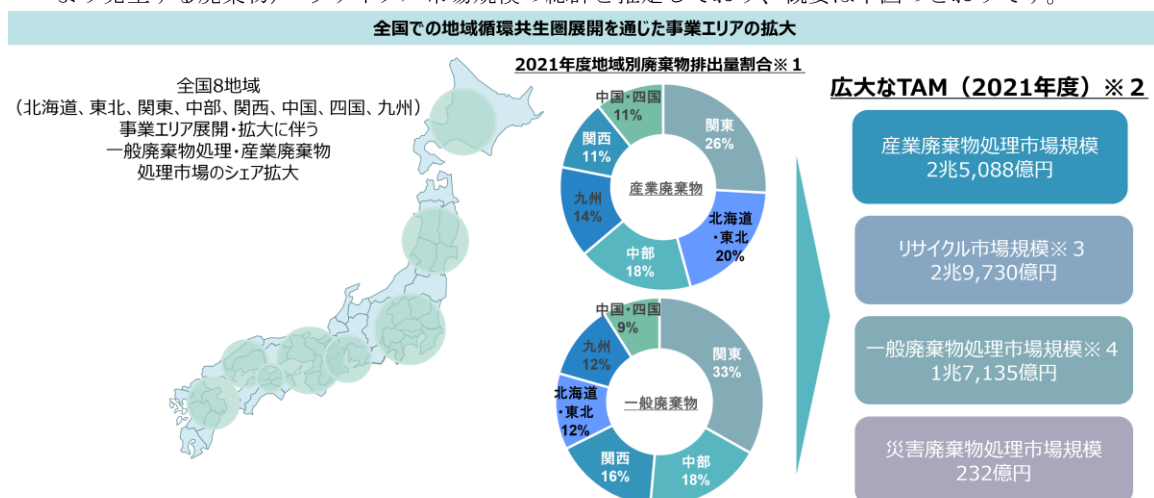 全国での地域循環共生圏展開を通じた事業エリアの拡大
全国8地域
（北海道、東北、関東、中部、関西、中国、四国、九州）
事業エリア展開・拡大に伴う
一般廃棄物処理・産業廃棄物
処理市場のシェア拡大
2021年度地域別廃棄物排出量割合※１
中国・四国
11%
関東
26%
関西
11%
産業廃棄物
九州
14%
北海道
・東北
20%
中部
18%
中国・四国
9%
関東
33%
九州
12%
北海道
・東北
12%
一般廃棄物
関西
16%
中部
18%
広大なTAM（2021年度）※２
産業廃棄物処理市場規模
2兆5,088億円
リサイクル市場規模※３
2兆9,730億円
一般廃棄物処理市場規模※４
1兆7,135億円
災害廃棄物処理市場規模
232億円